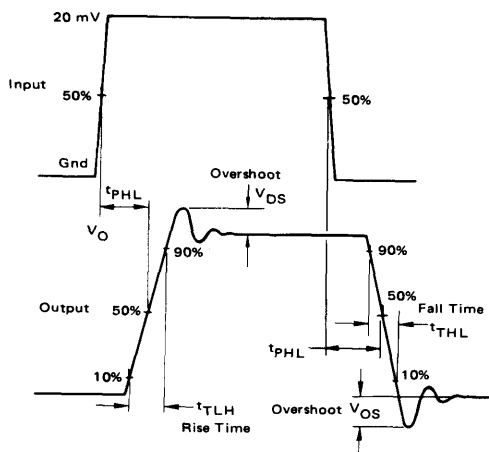 20 mV
Input
50%
50%
Gnd
Overshoot
tPHL
VDS
VO
90%
90%
Output
50%
50%
Fall Time
tTHL
tPHL
10%
10%
tTLH
Overshoot VOS
Rise Time